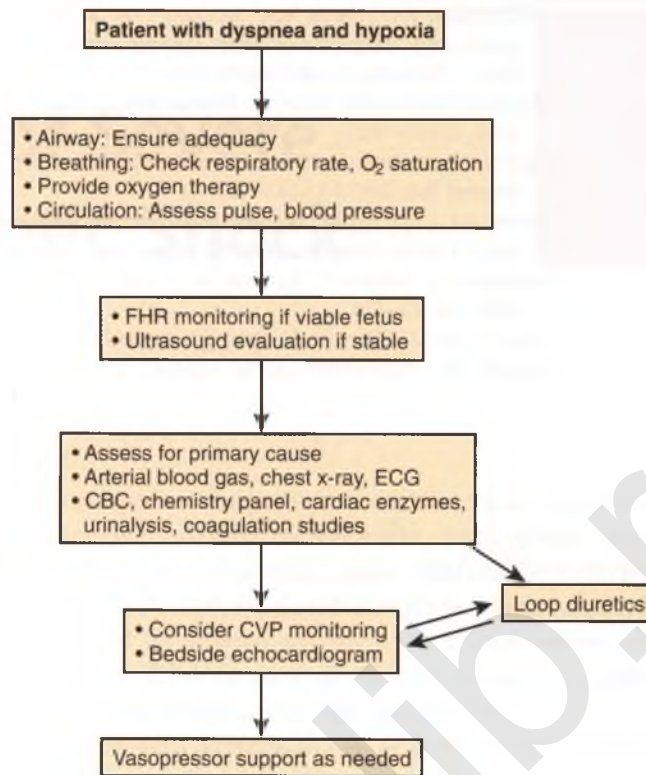 Patient with dyspnea and hypoxia
• Airway: Ensure adequacy
• Breathing: Check respiratory rate, O₂ saturation
• Provide oxygen therapy
• Circulation: Assess pulse, blood pressure
• FHR monitoring if viable fetus
• Ultrasound evaluation if stable
• Assess for primary cause
• Arterial blood gas, chest x-ray, ECG
• CBC, chemistry panel, cardiac enzymes,
urinalysis, coagulation studies
Loop diuretics
• Consider CVP monitoring
• Bedside echocardiogram
Vasopressor support as needed